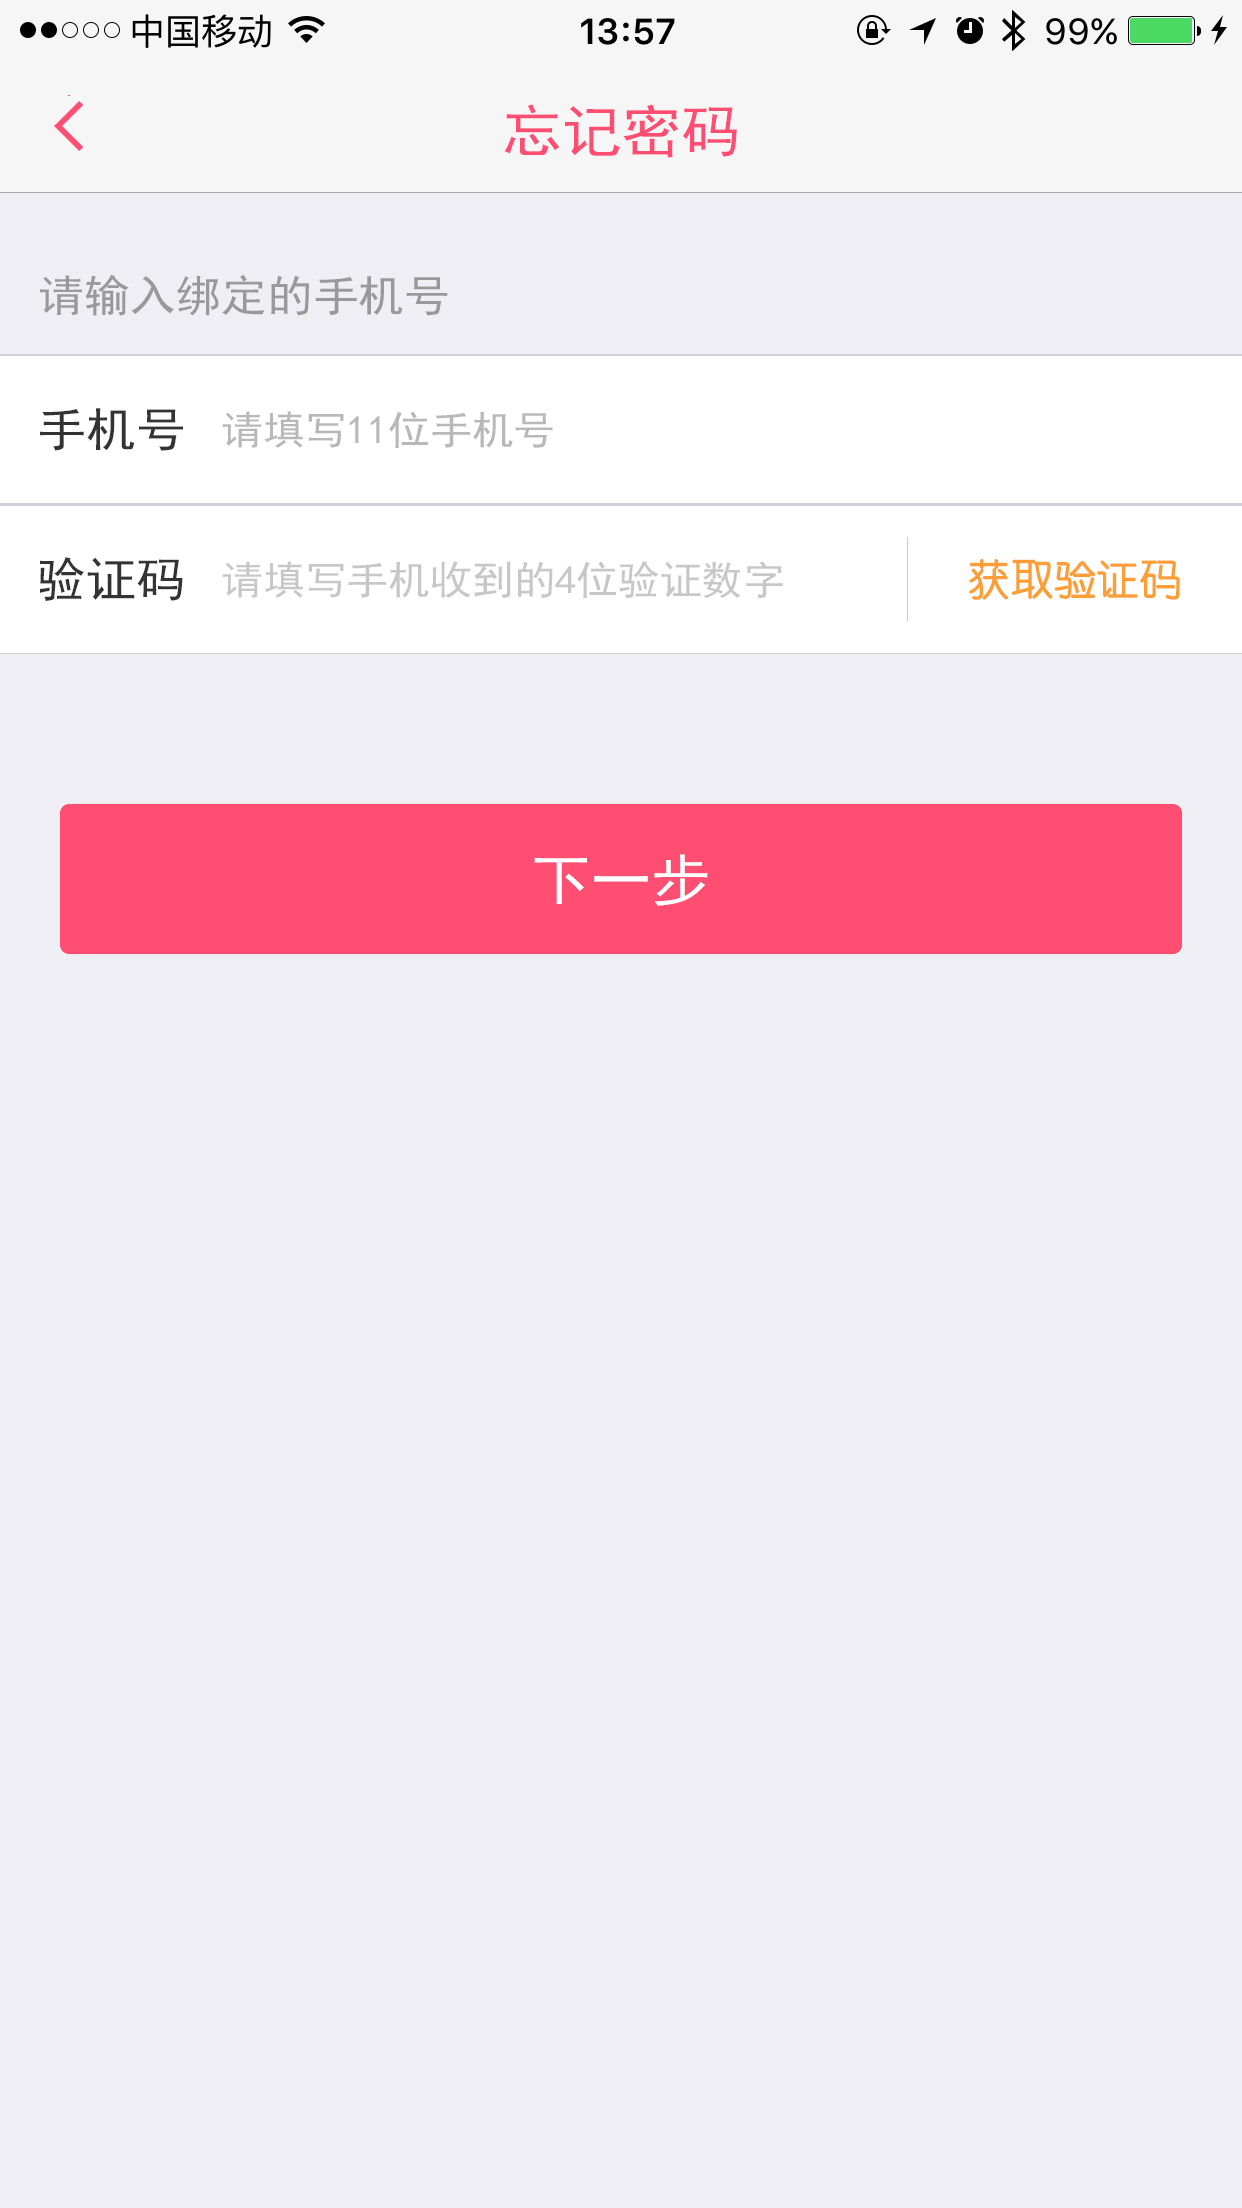 中国移动 13:57 99%
忘记密码
请输入绑定的手机号
手机号 请填写11位手机号
验证码 请填写手机收到的4位验证数字 获取验证码
下一步